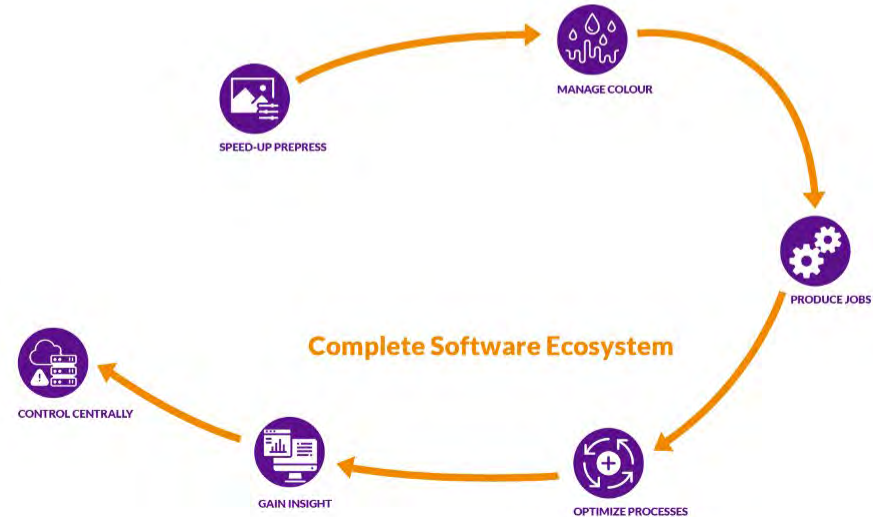 SPEED-UP PREPRESS
MANAGE COLOUR
PRODUCE JOBS
Complete Software Ecosystem
CONTROL CENTRALLY
GAIN INSIGHT
OPTIMIZE PROCESSES